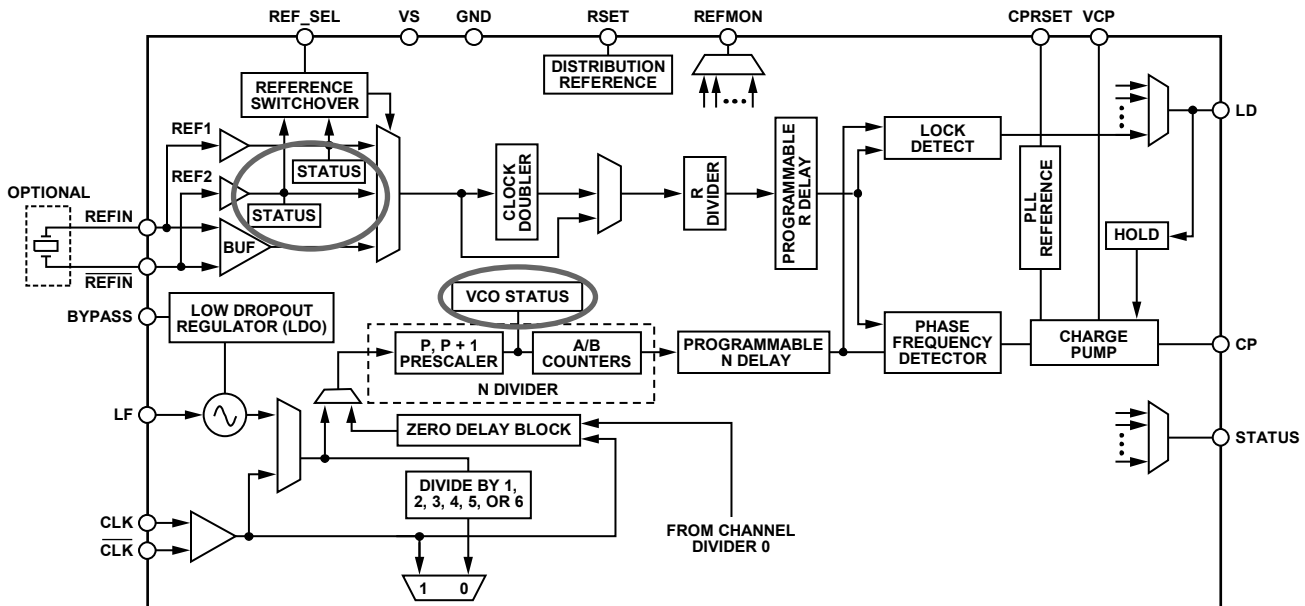 REF_SEL
VS
GND
RSET
REFMON
CPRSET
VCP
DISTRIBUTION
REFERENCE
REFERENCE
SWITCHOVER
REF1
REF2
STATUS
STATUS
BUF
OPTIONAL
REFIN
REFIN
CLOCK
DOUBLER
R
DIVIDER
PROGRAMMABLE
R DELAY
LOCK
DETECT
LD
PLL
REFERENCE
HOLD
BYPASS
LOW DROPOUT
REGULATOR (LDO)
VCO STATUS
P, P + 1
PRESCALER
A/B
COUNTERS
N DIVIDER
PROGRAMMABLE
N DELAY
PHASE
FREQUENCY
DETECTOR
CHARGE
PUMP
CP
LF
ZERO DELAY BLOCK
STATUS
DIVIDE BY 1,
2, 3, 4, 5, OR 6
FROM CHANNEL
DIVIDER 0
CLK
CLK
1 0